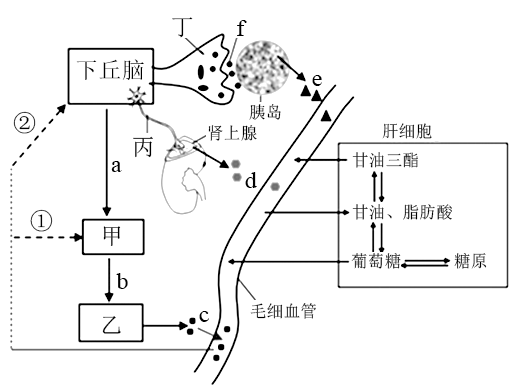 丁
f
下丘脑
胰岛
e
②
丙
肾上腺
a
d
肝细胞
甘油三酯
甘油、脂肪酸
葡萄糖
糖原
①
甲
b
乙
c
毛细血管